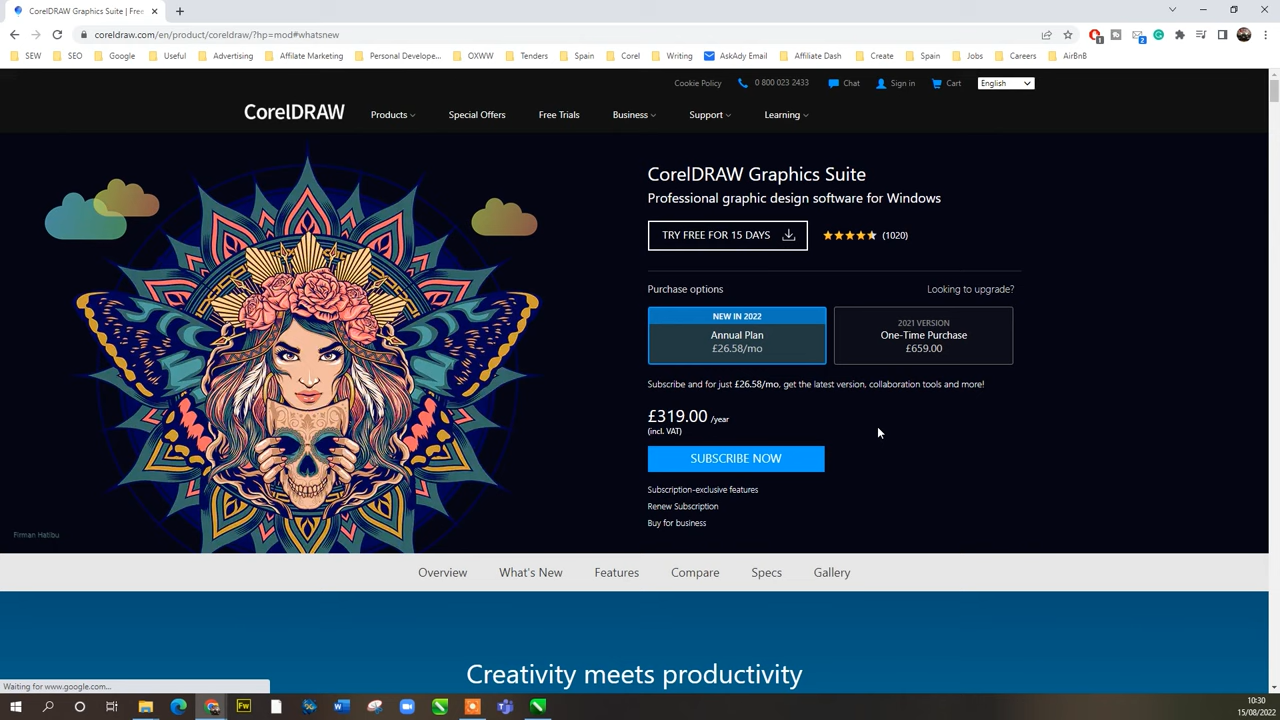 CorelDRAW Graphics Suite | Free
coreldraw.com/en/product/coreldraw/?hp=mod#whatsnew
SEW SEO Google Useful Advertising Affilate Marketing Personal Develope... OXWW Tenders Spain Corel Writing AskAdy Email Affiliate Dash Create Spain Jobs Careers AirBnB
Cookie Policy 0 800 023 2433 Chat Sign in Cart English
CorelDRAW Products Special Offers Free Trials Business Support Learning
CorelDRAW Graphics Suite
Professional graphic design software for Windows
TRY FREE FOR 15 DAYS (1020)
Purchase options Looking to upgrade?
NEW IN 2022
Annual Plan
£26.58/mo
2021 VERSION
One-Time Purchase
£659.00
Subscribe and for just £26.58/mo, get the latest version, collaboration tools and more!
£319.00 /year
(incl. VAT)
SUBSCRIBE NOW
Subscription-exclusive features
Renew Subscription
Buy for business
Firman Hatibu
Overview What's New Features Compare Specs Gallery
Creativity meets productivity
Waiting for www.google.com...
Fw
10:30
15/08/2022